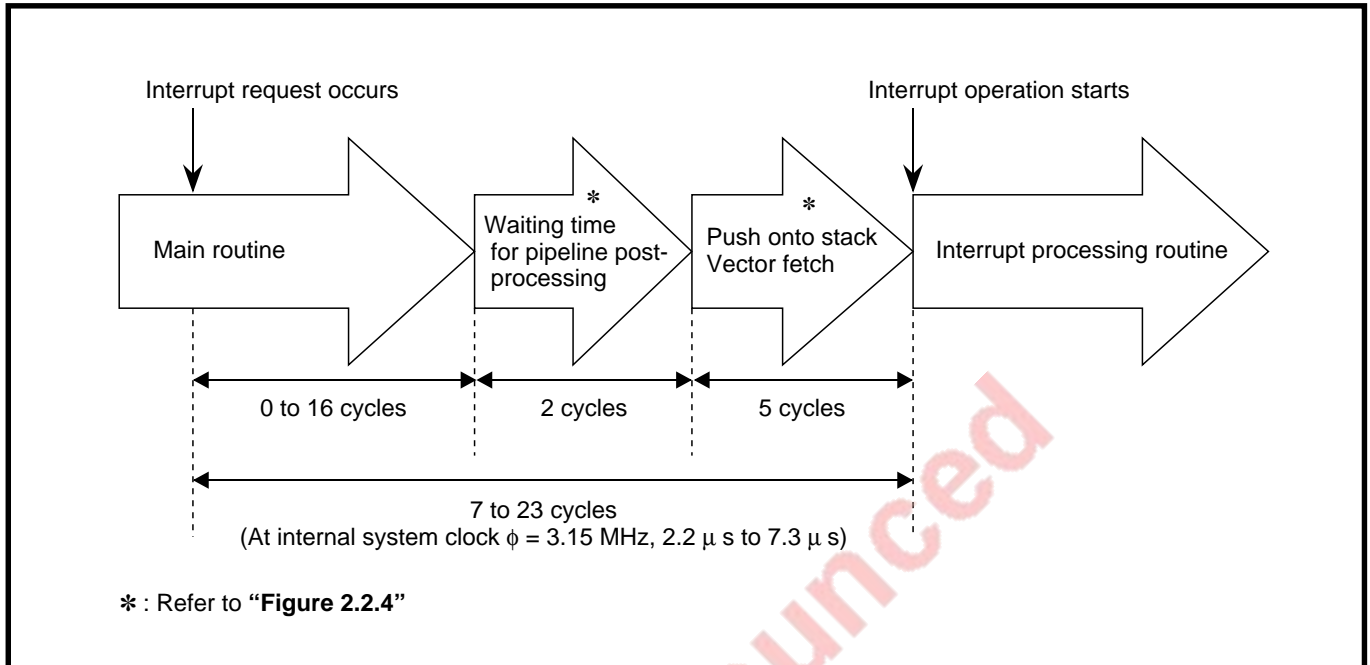 Interrupt request occurs
Interrupt operation starts
Main routine
*
Waiting time
for pipeline post-
processing
*
Push onto stack
Vector fetch
Interrupt processing routine
0 to 16 cycles
2 cycles
5 cycles
7 to 23 cycles
(At internal system clock ϕ = 3.15 MHz, 2.2 μ s to 7.3 μ s)
* : Refer to “Figure 2.2.4”
unced